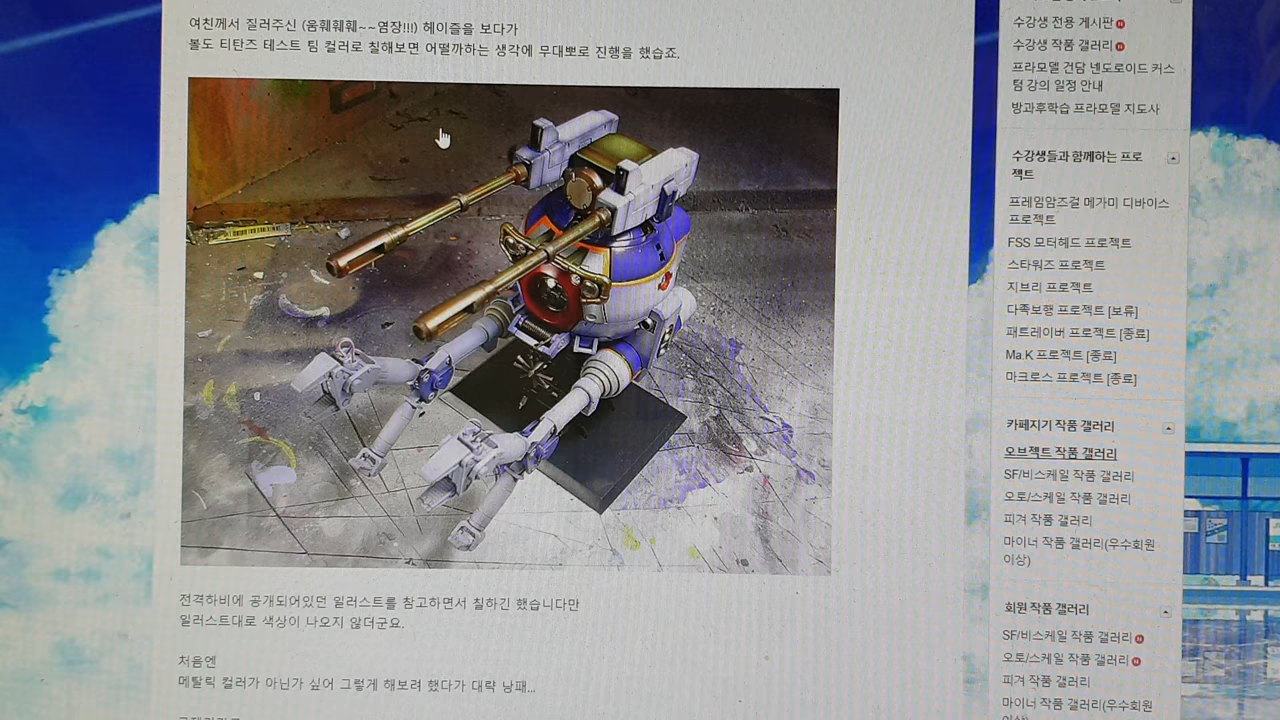 여친께서 질러주신 (움훼훼훼~~염장!!!) 헤이즐을 보다가
볼도 티탄즈 테스트 팀 컬러로 칠해보면 어떨까하는 생각에 무대뽀로 진행을 했습죠.
전격하비에 공개되어있던 일러스트를 참고하면서 칠하긴 했습니다만
일러스트대로 색상이 나오지 않더군요.
처음엔
메탈릭 컬러가 아닌가 싶어 그렇게 해보려 했다가 대략 낭패...
수강생 전용 게시판
수강생 작품 갤러리
프라모델 건담 넨도로이드 커스
텀 강의 일정 안내
방과후학습 프라모델 지도사
수강생들과 함께하는 프로
젝트
프레임암즈걸 메가미 디바이스
프로젝트
FSS 모터헤드 프로젝트
스타워즈 프로젝트
지브리 프로젝트
다족보행 프로젝트 [보류]
패트레이버 프로젝트 [종료]
Ma.K 프로젝트 [종료]
마크로스 프로젝트 [종료]
카페지기 작품 갤러리
오브젝트 작품 갤러리
SF/비스케일 작품 갤러리
오토/스케일 작품 갤러리
피겨 작품 갤러리
마이너 작품 갤러리(우수회원
이상)
회원 작품 갤러리
SF/비스케일 작품 갤러리
오토/스케일 작품 갤러리
피겨 작품 갤러리
마이너 작품 갤러리(우수회원